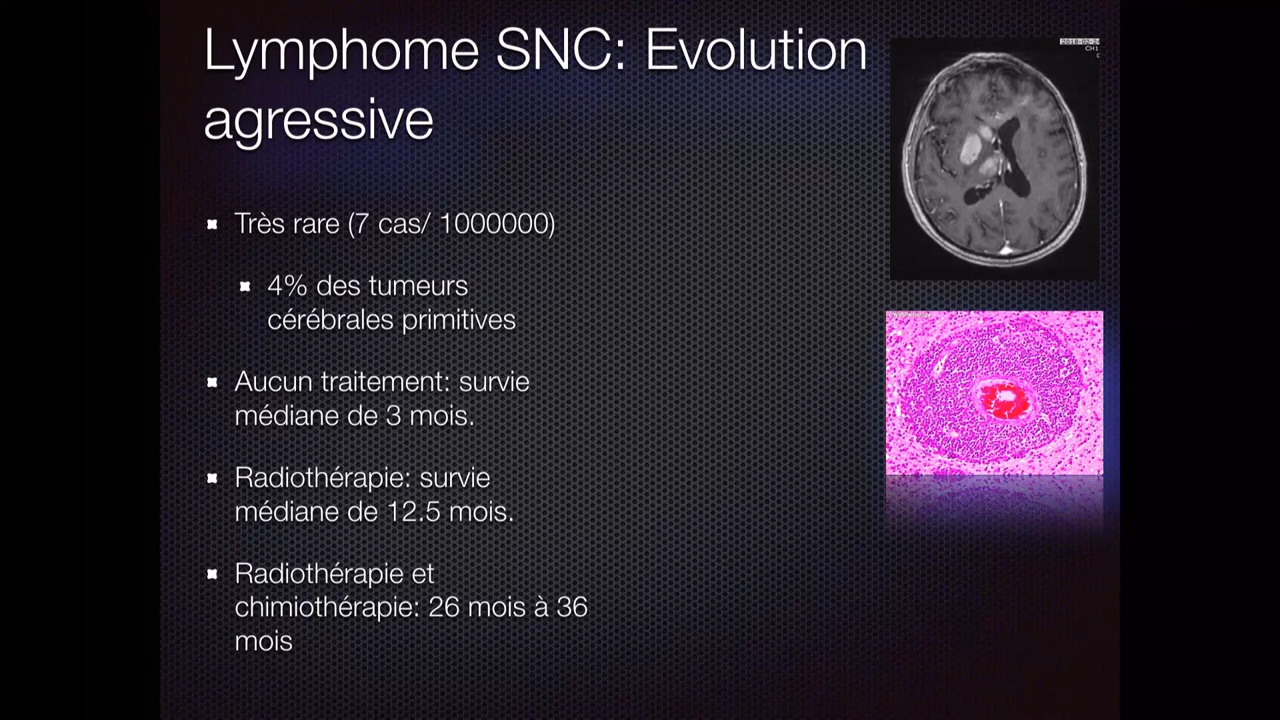 Lymphome SNC: Evolution
agressive
Très rare (7 cas/ 1000000)
4% des tumeurs
cérébrales primitives
Aucun traitement: survie
médiane de 3 mois.
Radiothérapie: survie
médiane de 12.5 mois.
Radiothérapie et
chimiothérapie: 26 mois à 36
mois
CH1